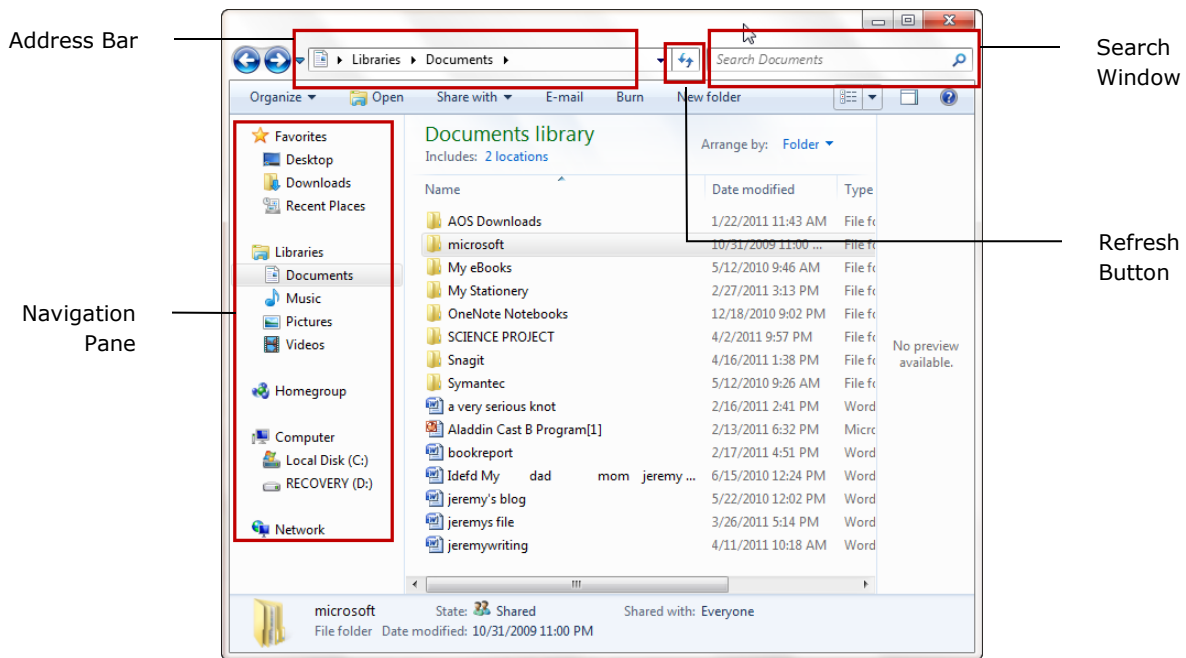 Address Bar
Search
Window
Libraries Documents
Search Documents
Organize Open Share with E-mail Burn New folder
Favorites
Desktop
Downloads
Recent Places
Libraries
Documents
Music
Pictures
Videos
Homegroup
Computer
Local Disk (C:)
RECOVERY (D:)
Network
Navigation
Pane
Documents library
Includes: 2 locations
Arrange by: Folder
Name Date modified Type
AOS Downloads 1/22/2011 11:43 AM File fo
microsoft 10/31/2009 11:00 ... File fo
My eBooks 5/12/2010 9:46 AM File fo
My Stationery 2/27/2011 3:13 PM File fo
OneNote Notebooks 12/18/2010 9:02 PM File fo
SCIENCE PROJECT 4/2/2011 9:57 PM File fo
Snagit 4/16/2011 1:38 PM File fo
Symantec 5/12/2010 9:26 AM File fo
a very serious knot 2/16/2011 2:41 PM Word
Aladdin Cast B Program[1] 2/13/2011 6:32 PM Micro
bookreport 2/17/2011 4:51 PM Word
Idefd My dad mom jeremy ... 6/15/2010 12:24 PM Word
jeremy's blog 5/22/2010 12:02 PM Word
jeremys file 3/26/2011 5:14 PM Word
jeremywriting 4/11/2011 10:18 AM Word
No preview
available.
Refresh
Button
microsoft State: Shared Shared with: Everyone
File folder Date modified: 10/31/2009 11:00 PM